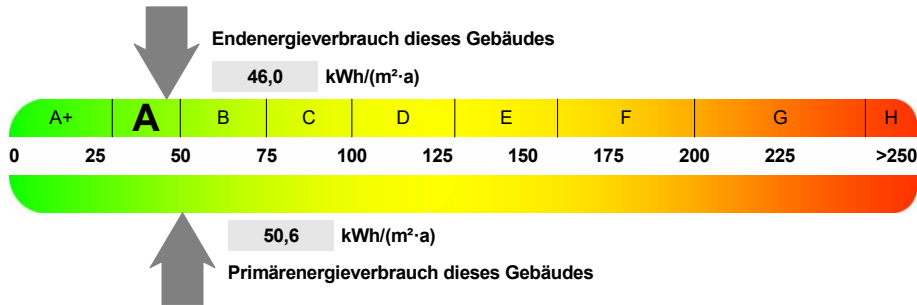 Endenergieverbrauch dieses Gebäudes
46,0 kWh/(m²·a)
A+ A B C D E F G H
0 25 50 75 100 125 150 175 200 225 >250
50,6 kWh/(m²·a)
Primärenergieverbrauch dieses Gebäudes